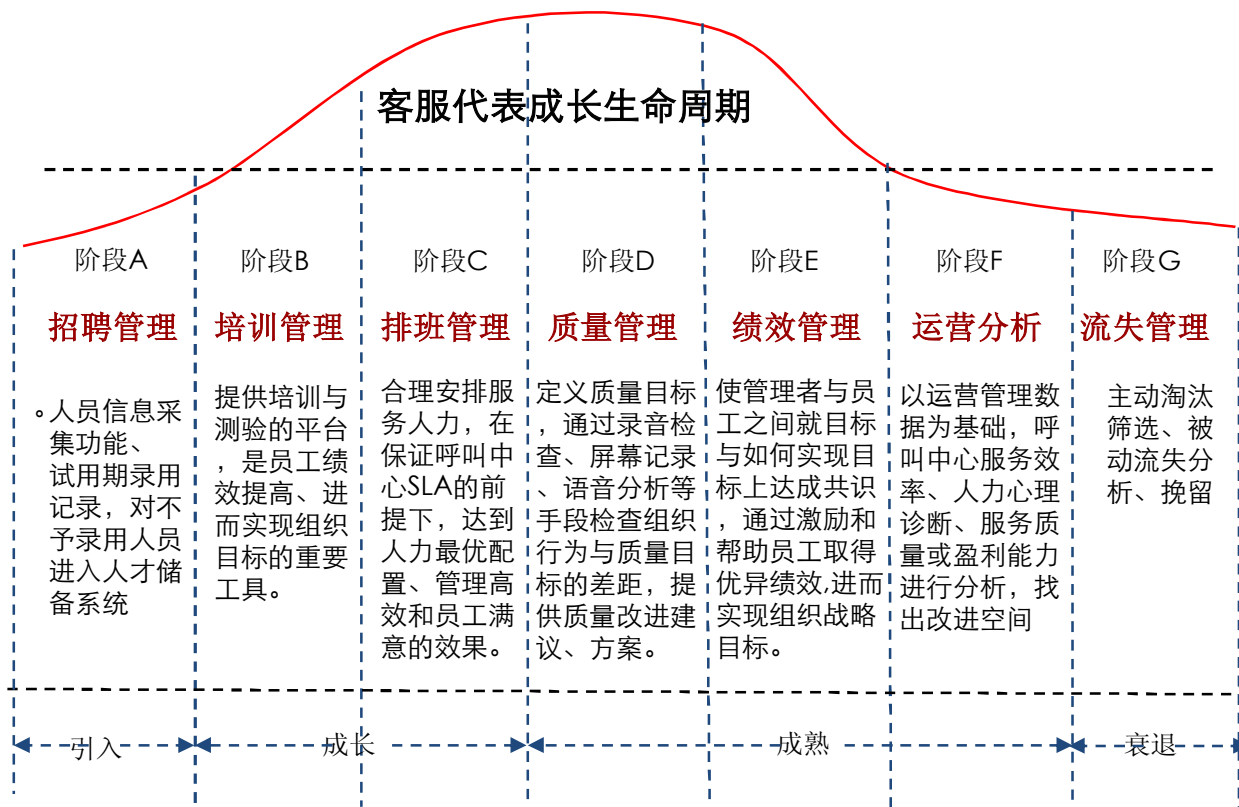 客服代表成长生命周期
阶段A
招聘管理
。人员信息采
集功能、
试用期录用
记录，对不
予录用人员
进入人才储
备系统
阶段B
培训管理
提供培训与
测验的平台
，是员工绩
效提高、进
而实现组织
目标的重要
工具。
阶段C
排班管理
合理安排服
务人力，在
保证呼叫中
心SLA的前
提下，达到
人力最优配
置、管理高
效和员工满
意的效果。
阶段D
质量管理
定义质量目标
，通过录音检
查、屏幕记录
、语音分析等
手段检查组织
行为与质量目
标的差距，提
供质量改进建
议、方案。
阶段E
绩效管理
使管理者与员
工之间就目标
与如何实现目
标上达成共识
，通过激励和
帮助员工取得
优异绩效,进而
实现组织战略
目标。
阶段F
运营分析
以运营管理数
据为基础，呼
叫中心服务效
率、人力心理
诊断、服务质
量或盈利能力
进行分析，找
出改进空间
阶段G
流失管理
主动淘汰
筛选、被
动流失分
析、挽留
引入
成长
成熟
衰退